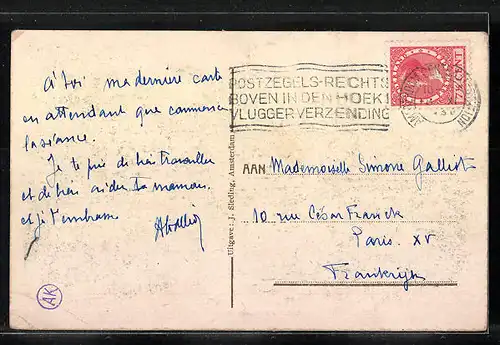 À toi ma dernière carte
en attendant que commence
la séance.
Je te prie de bien travailler
et de bien aider ta maman
et je t'embrasse
POSTZEGELS-RECHTS
BOVEN IN DEN HOEK!
VLUGGER VERZENDING
Uitgave: J. Sleding, Amsterdam
AAN Mademoiselle Simone Galliot
10 rue César Franck
Paris. XV
Frankrijk
AK